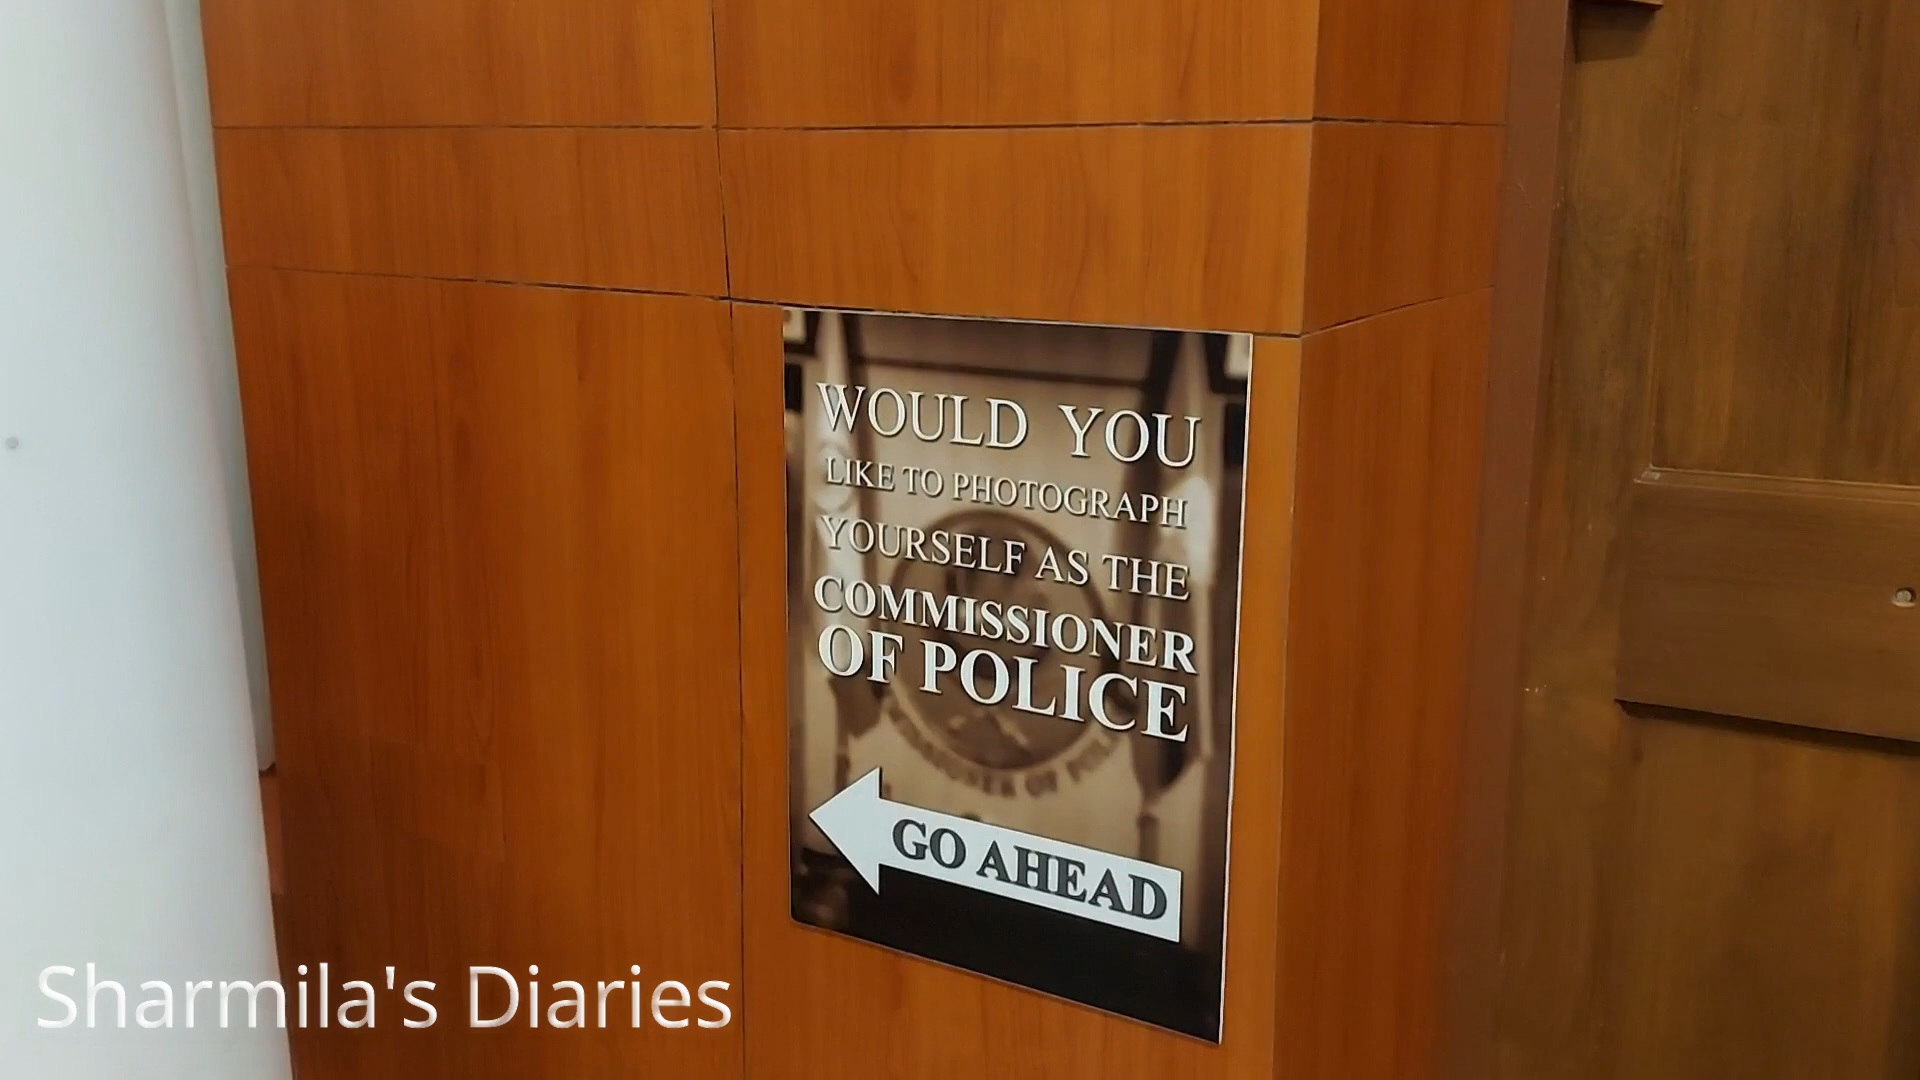 WOULD YOU
LIKE TO PHOTOGRAPH
YOURSELF AS THE
COMMISSIONER
OF POLICE
GO AHEAD
Sharmila's Diaries